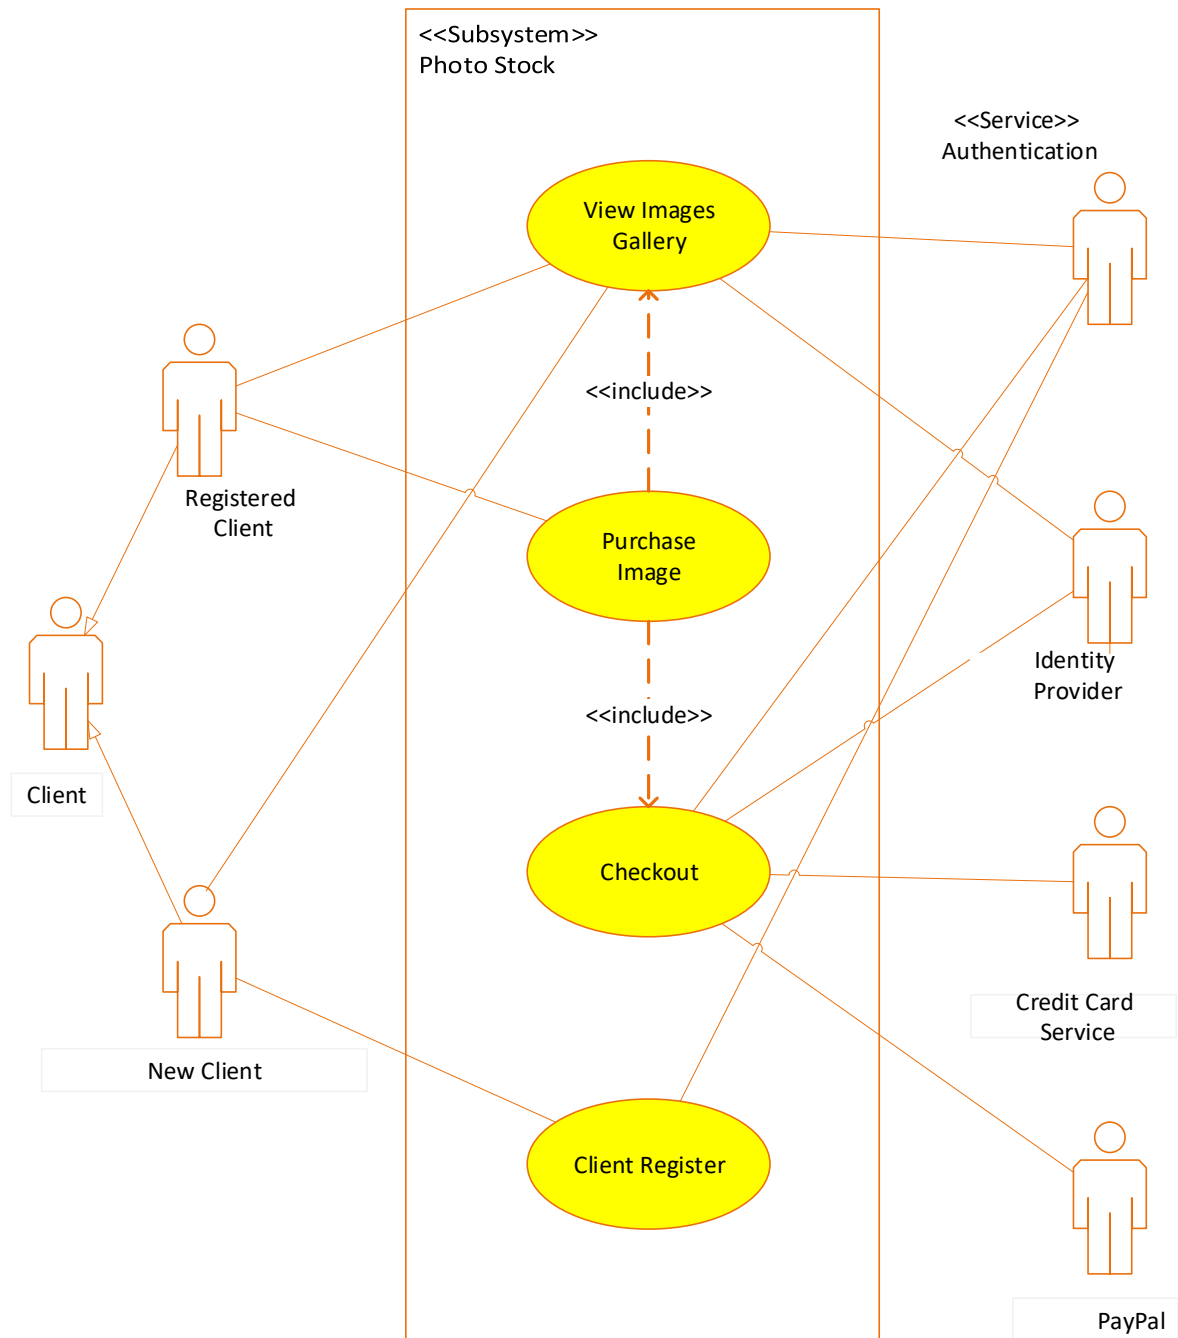 <<Subsystem>>
Photo Stock
<<Service>>
Authentication
View Images
Gallery
<<include>>
Registered
Client
Purchase
Image
Identity
Provider
<<include>>
Client
Checkout
Credit Card
Service
New Client
Client Register
PayPal